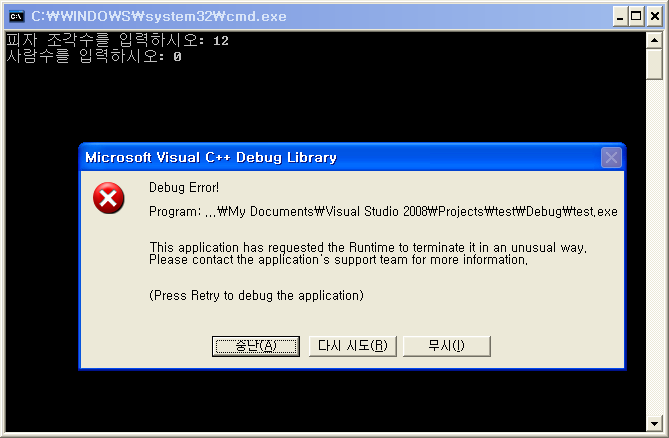 C:\WINDOWS\system32\cmd.exe
피자 조각수를 입력하시오: 12
사람수를 입력하시오: 0
Microsoft Visual C++ Debug Library
Debug Error!
Program: ...₩My Documents₩Visual Studio 2008₩Projects₩test₩Debug₩test.exe
This application has requested the Runtime to terminate it in an unusual way.
Please contact the application's support team for more information.
(Press Retry to debug the application)
중단(A) 다시 시도(R) 무시(I)